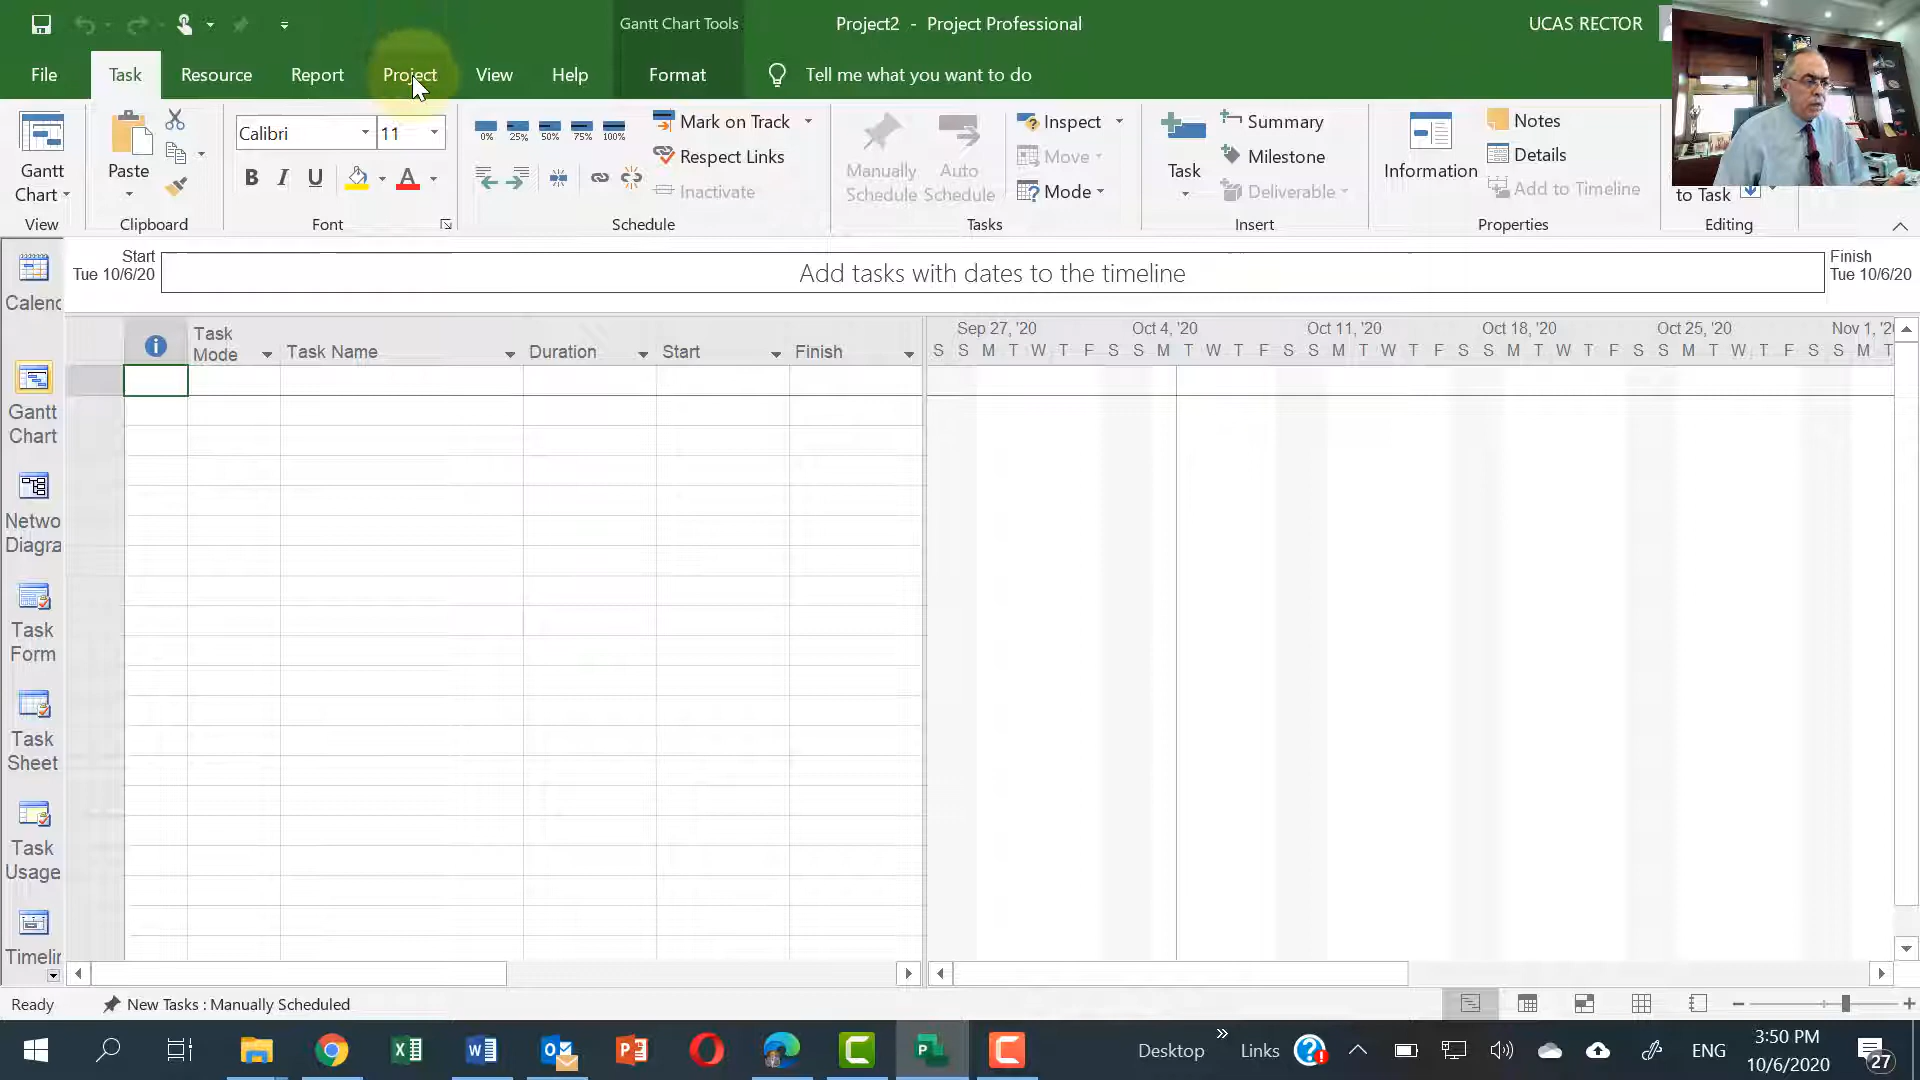 Gantt Chart Tools
Project2 - Project Professional
UCAS RECTOR
File
Task
Resource
Report
Project
View
Help
Format
Tell me what you want to do
Gantt
Chart
View
Paste
Clipboard
Calibri
11
B I U A
Font
0% 25% 50% 75% 100%
Mark on Track
Respect Links
Inactivate
Schedule
Manually
Schedule
Auto
Schedule
Inspect
Move
Mode
Tasks
Task
Summary
Milestone
Deliverable
Insert
Information
Notes
Details
Add to Timeline
Properties
to Task
Editing
Start
Tue 10/6/20
Add tasks with dates to the timeline
Finish
Tue 10/6/20
Calend
Gantt
Chart
Netwo
Diagra
Task
Form
Task
Sheet
Task
Usage
Timelin
Task
Mode
Task Name
Duration
Start
Finish
Sep 27, '20
Oct 4, '20
Oct 11, '20
Oct 18, '20
Oct 25, '20
Nov 1, '20
S S M T W T F S S M T W T F S S M T W T F S S M T W T F S S M T W T F S S M T
Ready
New Tasks : Manually Scheduled
Desktop
Links
ENG
3:50 PM
10/6/2020
27